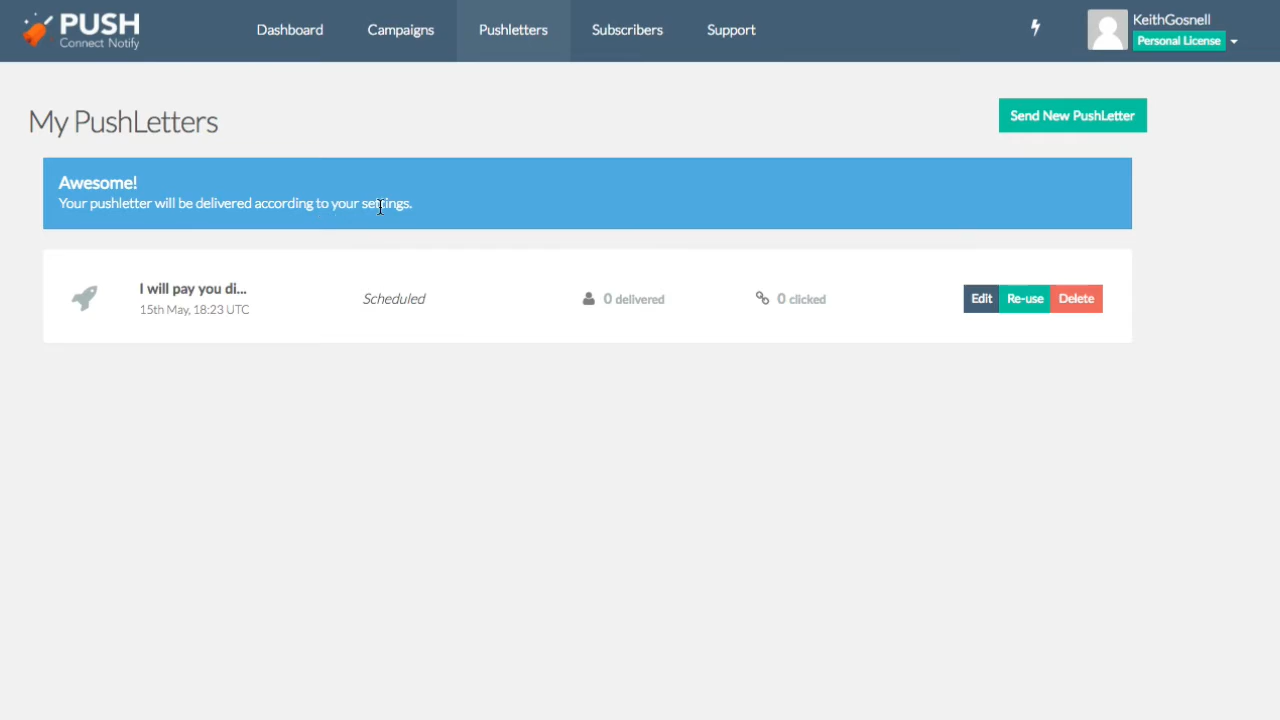 PUSH
Connect Notify
Dashboard
Campaigns
Pushletters
Subscribers
Support
KeithGosnell
Personal License
My PushLetters
Send New PushLetter
Awesome!
Your pushletter will be delivered according to your settings.
I will pay you di...
15th May, 18:23 UTC
Scheduled
0 delivered
0 clicked
Edit
Re-use
Delete